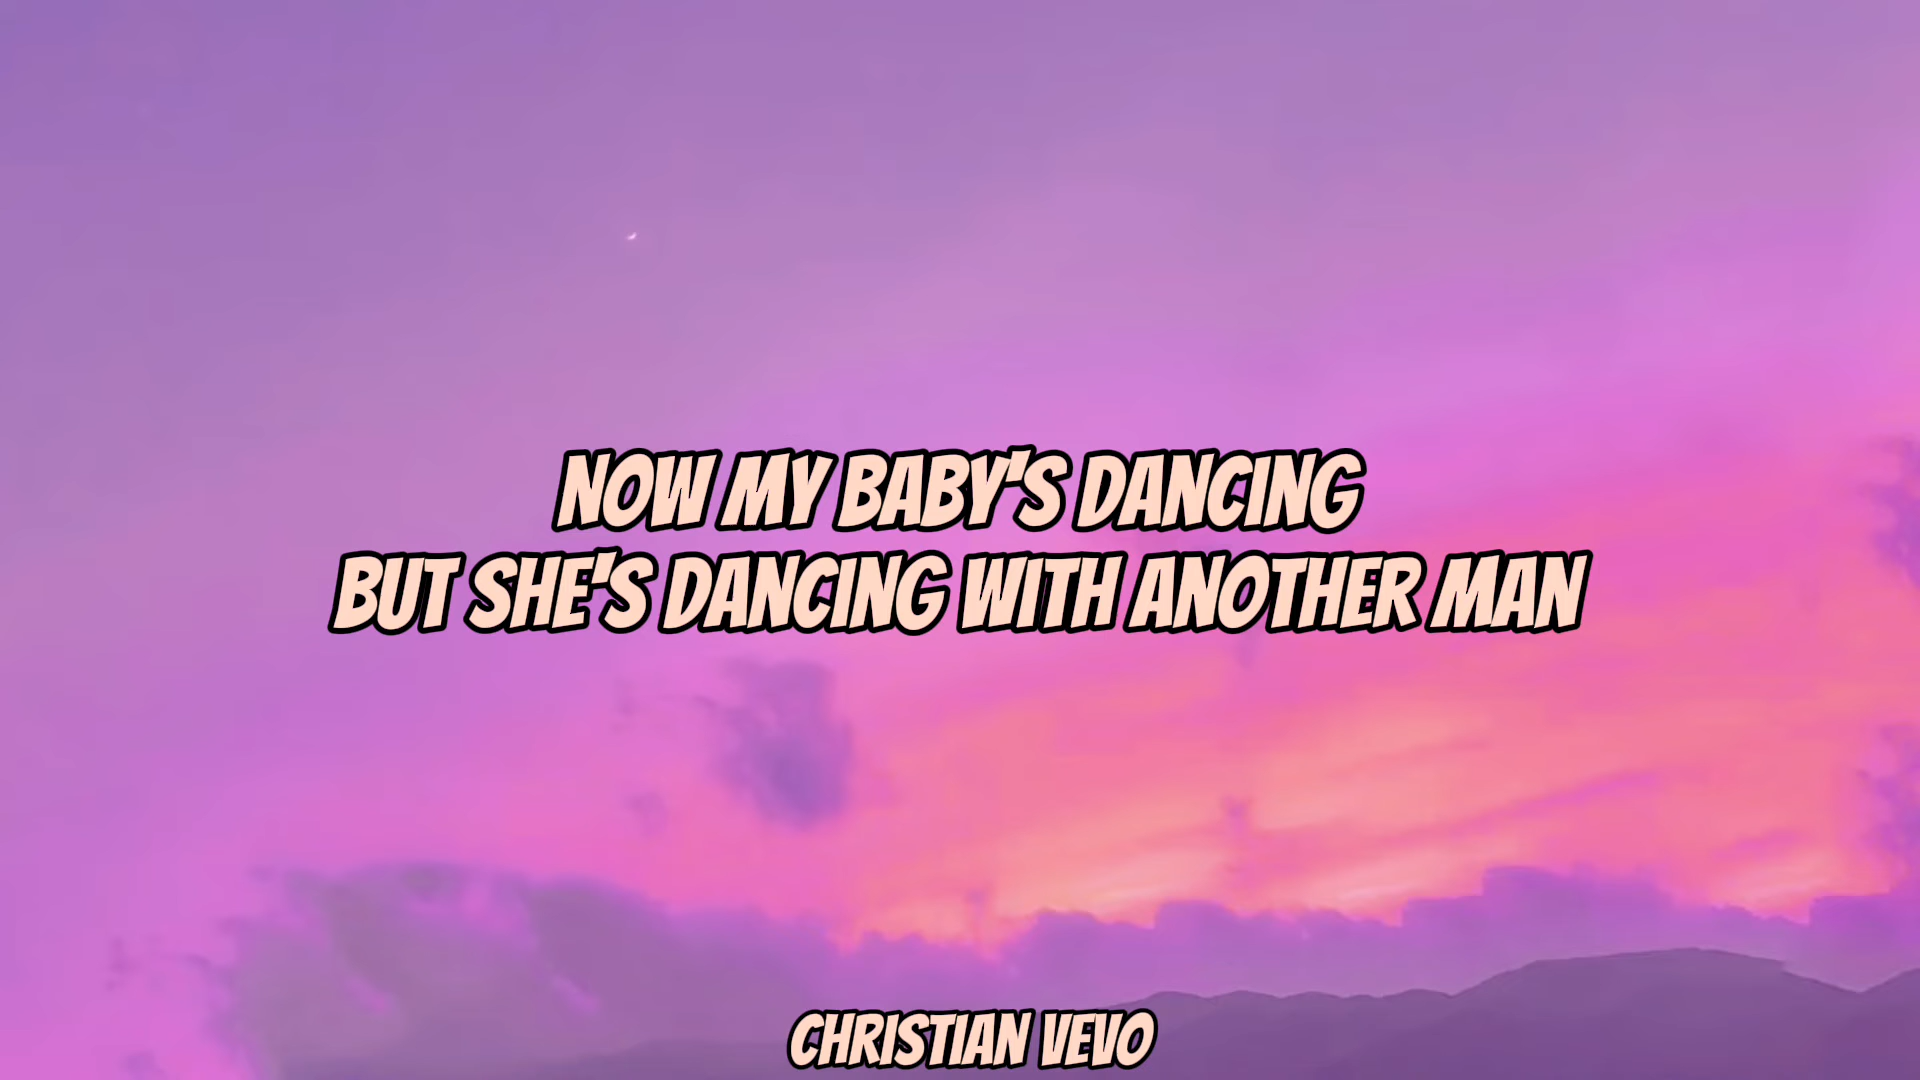 NOW MY BABY'S DANCING
BUT SHE'S DANCING WITH ANOTHER MAN
CHRISTIAN VEVO